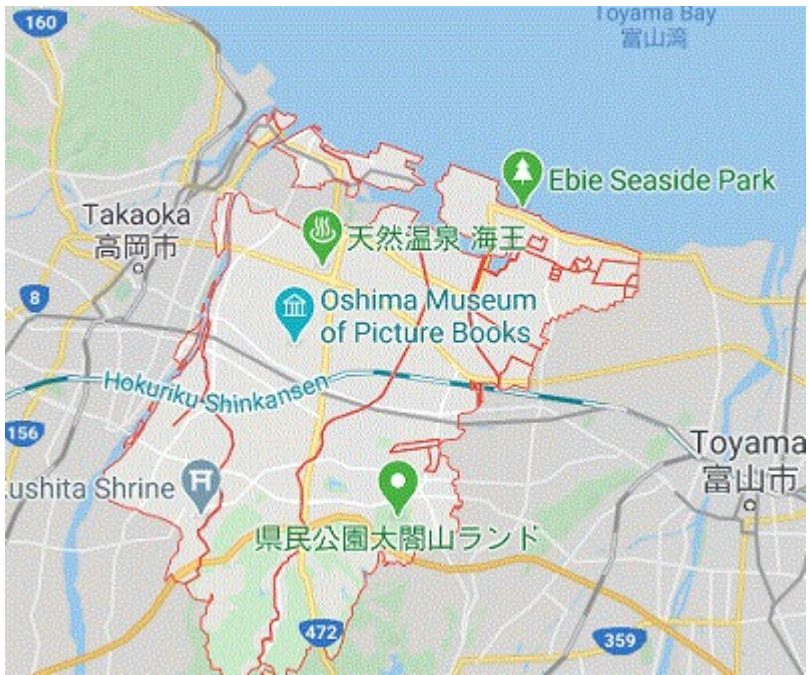 160
Toyama Bay
富山湾
Ebie Seaside Park
Takaoka
高岡市
天然温泉 海王
8
Oshima Museum
of Picture Books
Hokuriku Shinkansen
156
Toyama
富山市
Kushita Shrine
県民公園太閤山ランド
472
359